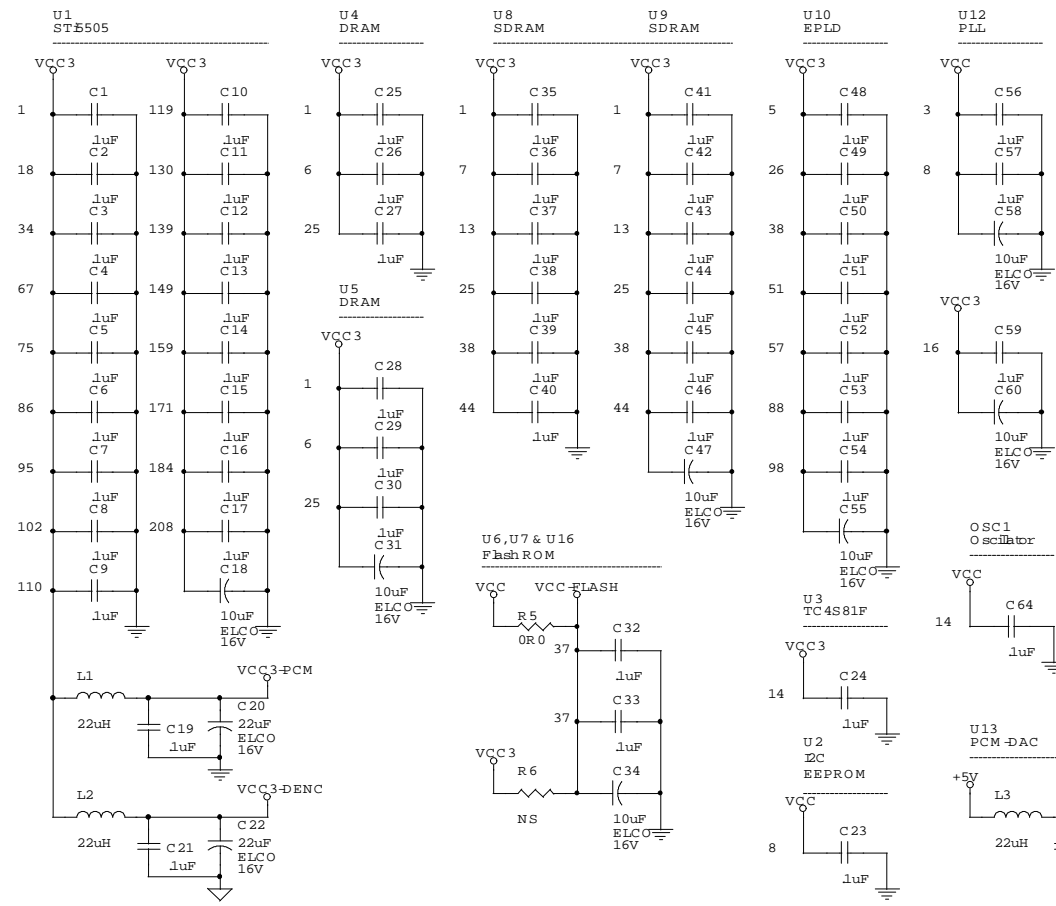 U1
STi5505
VCC3
VCC3
1
C1
.1uF
18
C2
.1uF
34
C3
.1uF
67
C4
.1uF
75
C5
.1uF
86
C6
.1uF
95
C7
.1uF
102
C8
.1uF
110
C9
.1uF
119
C10
.1uF
130
C11
.1uF
139
C12
.1uF
149
C13
.1uF
159
C14
.1uF
171
C15
.1uF
184
C16
.1uF
208
C17
.1uF
C18
10uF
ELCO
16V
L1
22uH
C19
.1uF
VCC3-PCM
C20
22uF
ELCO
16V
L2
22uH
C21
.1uF
VCC3-DENC
C22
22uF
ELCO
16V
U4
DRAM
VCC3
1
C25
.1uF
6
C26
.1uF
25
C27
.1uF
U5
DRAM
VCC3
1
C28
.1uF
6
C29
.1uF
25
C30
.1uF
C31
10uF
ELCO
16V
U8
SDRAM
VCC3
1
C35
.1uF
7
C36
.1uF
13
C37
.1uF
25
C38
.1uF
38
C39
.1uF
44
C40
.1uF
U9
SDRAM
VCC3
1
C41
.1uF
7
C42
.1uF
13
C43
.1uF
25
C44
.1uF
38
C45
.1uF
44
C46
.1uF
C47
10uF
ELCO
16V
U6,U7 & U16
Flash ROM
VCC
VCC-FLASH
R5
0R0
37
C32
.1uF
37
C33
.1uF
VCC3
R6
NS
C34
10uF
ELCO
16V
U10
EPLD
VCC3
5
C48
.1uF
26
C49
.1uF
38
C50
.1uF
51
C51
.1uF
57
C52
.1uF
88
C53
.1uF
98
C54
.1uF
C55
10uF
ELCO
16V
U3
TC4S81F
VCC3
14
C24
.1uF
U2
I2C
EEPROM
VCC
8
C23
.1uF
U12
PLL
VCC
3
C56
.1uF
8
C57
.1uF
C58
10uF
ELCO
16V
VCC3
16
C59
.1uF
C60
10uF
ELCO
16V
OSC1
Oscillator
VCC
14
C64
.1uF
U13
PCM-DAC
+5V
L3
22uH